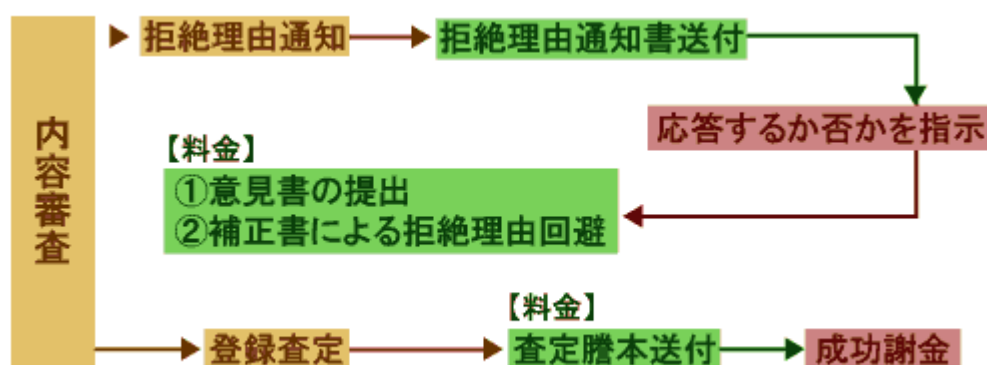 内容審査
拒絶理由通知
拒絶理由通知書送付
応答するか否かを指示
【料金】
①意見書の提出
②補正書による拒絶理由回避
登録査定
【料金】
査定謄本送付
成功謝金